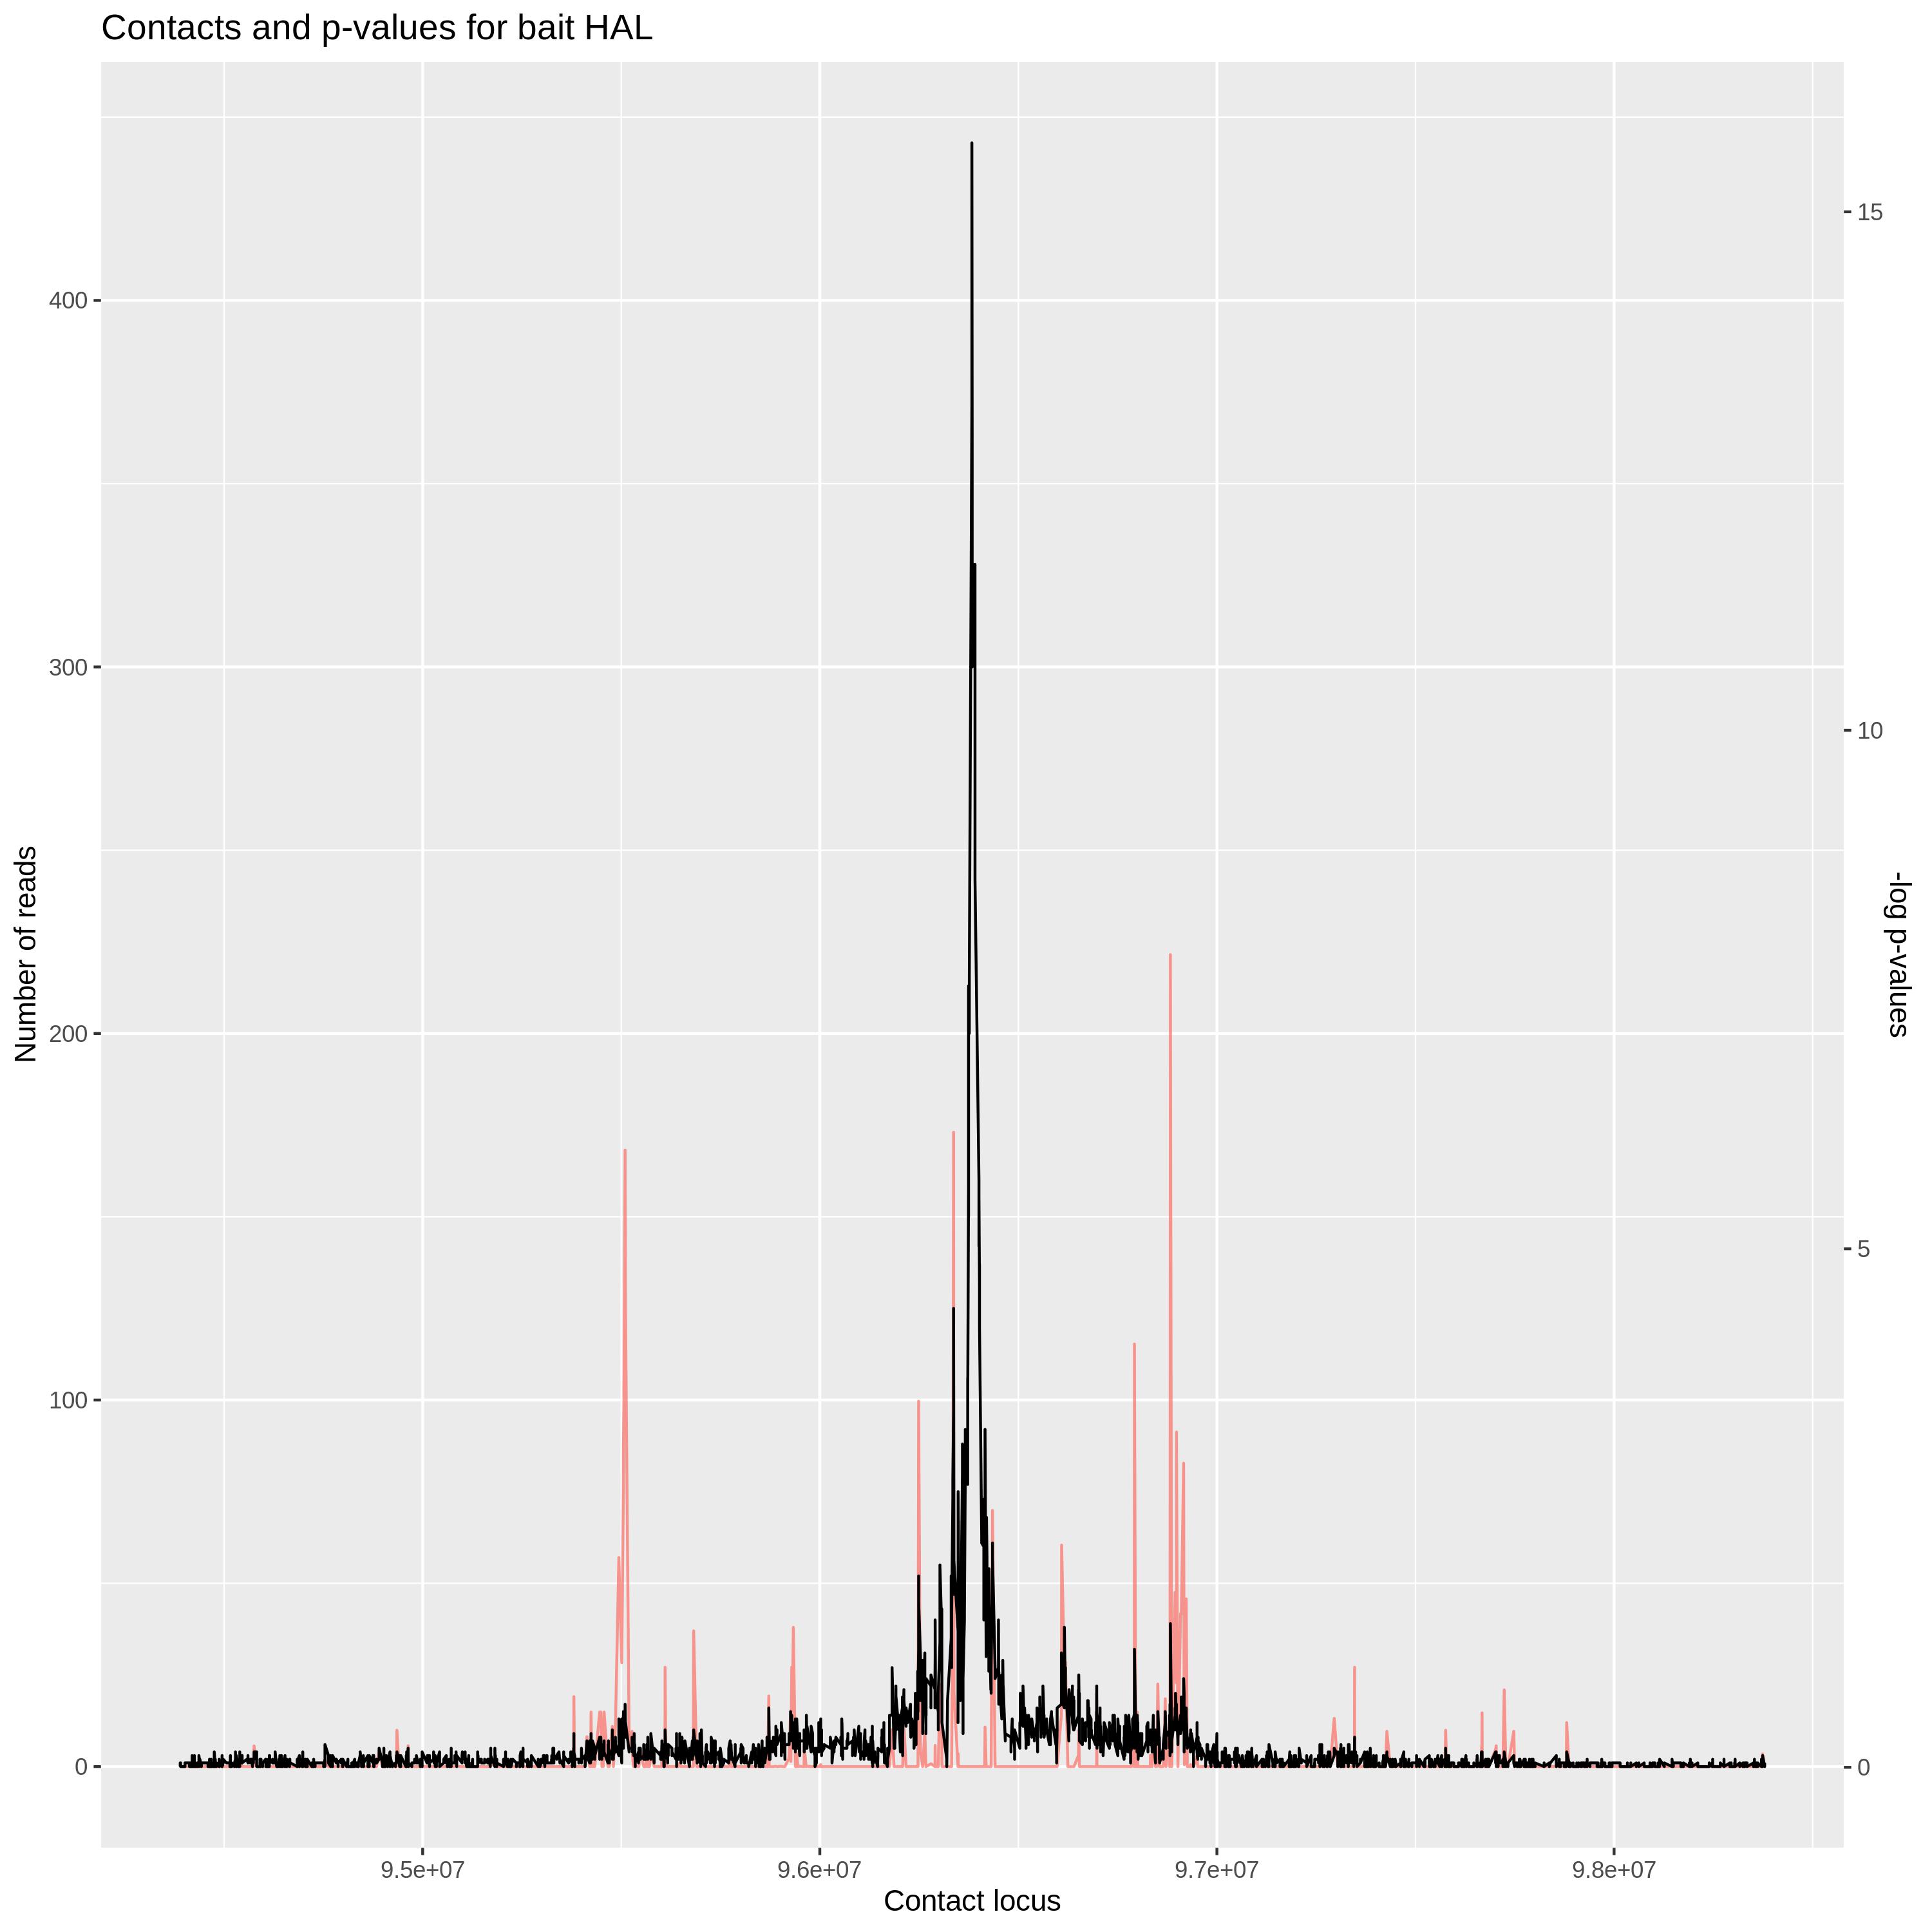 Contacts and p-values for bait HAL
400
300
200
100
0
15
10
5
0
Number of reads
-log p-values
9.5e+07
9.6e+07
9.7e+07
9.8e+07
Contact locus